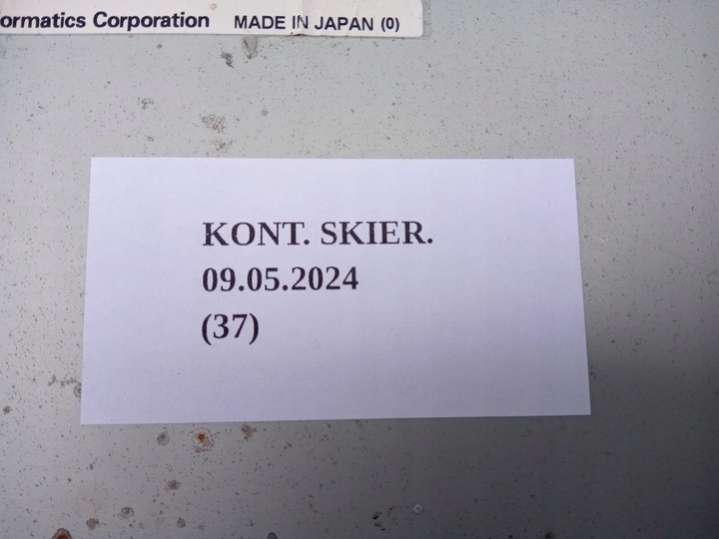 ormatics Corporation MADE IN JAPAN (0)
KONT. SKIER.
09.05.2024
(37)